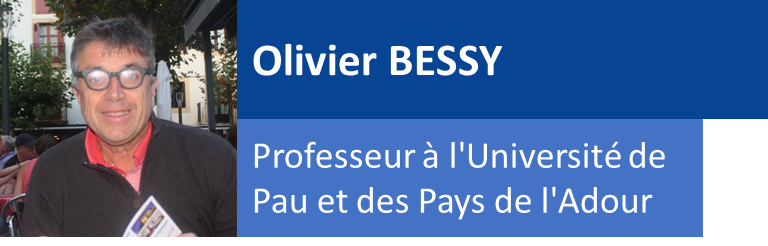 Olivier BESSY
Professeur à l'Université de
Pau et des Pays de l'Adour